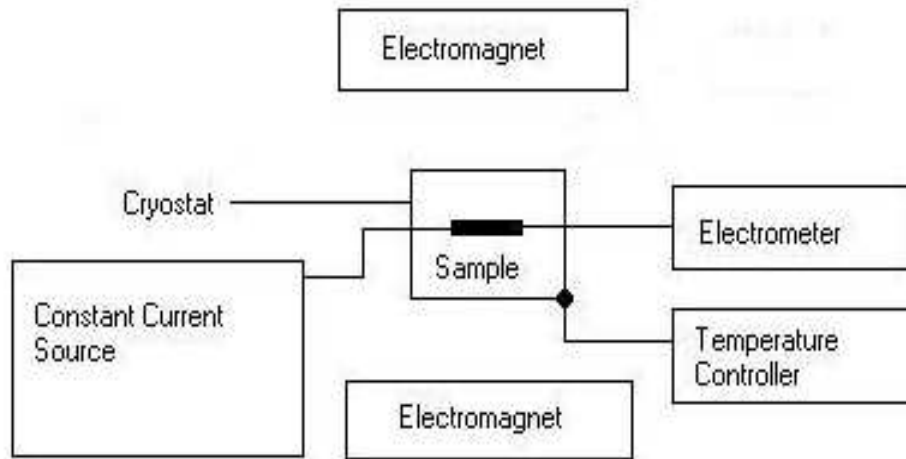 Electromagnet
Cryostat
Electrometer
Sample
Constant Current
Source
Temperature
Controller
Electromagnet